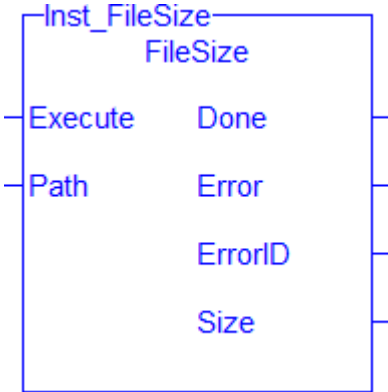 Inst_FileSize
FileSize
Execute Done
Path Error
ErrorID
Size